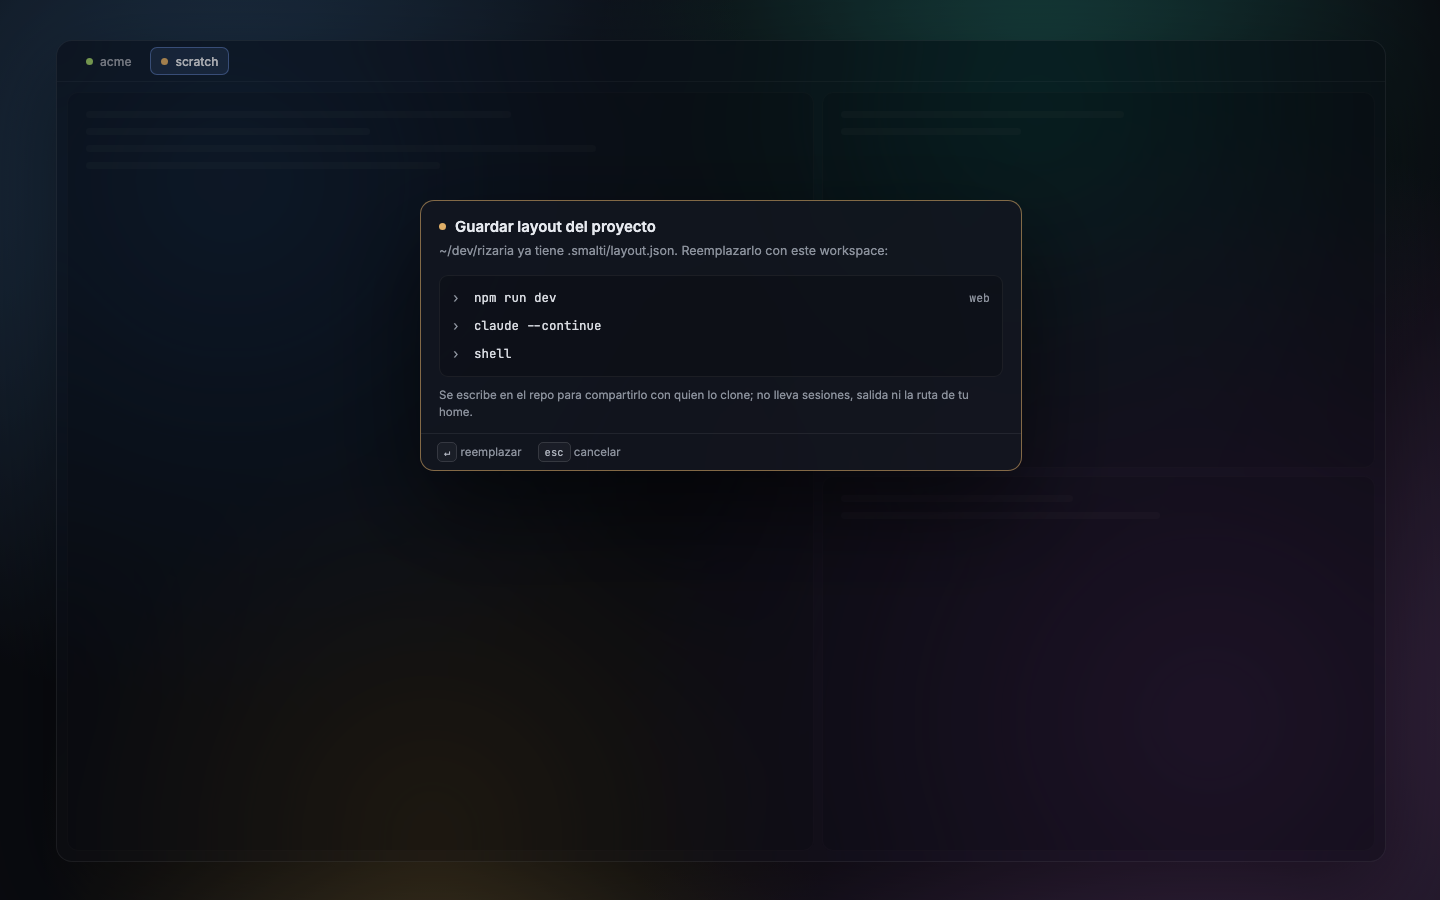 acme scratch
Guardar layout del proyecto
~/dev/rizaria ya tiene .smalti/layout.json. Reemplazarlo con este workspace:
› npm run dev web
› claude --continue
› shell
Se escribe en el repo para compartirlo con quien lo clone; no lleva sesiones, salida ni la ruta de tu
home.
↵ reemplazar esc cancelar